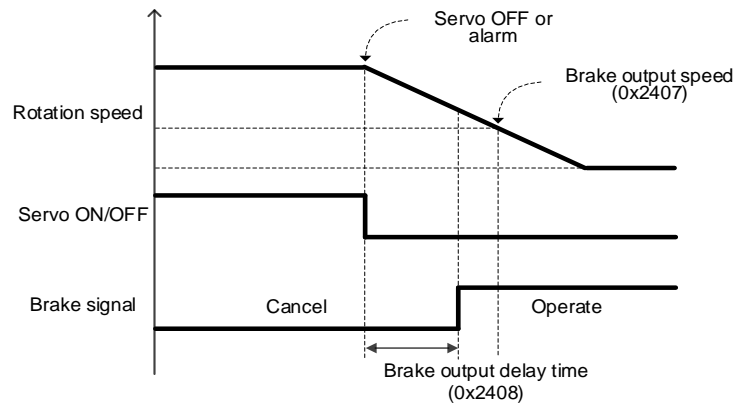 Servo OFF or
alarm
Brake output speed
(0x2407)
Rotation speed
Servo ON/OFF
Brake signal
Cancel
Operate
Brake output delay time
(0x2408)